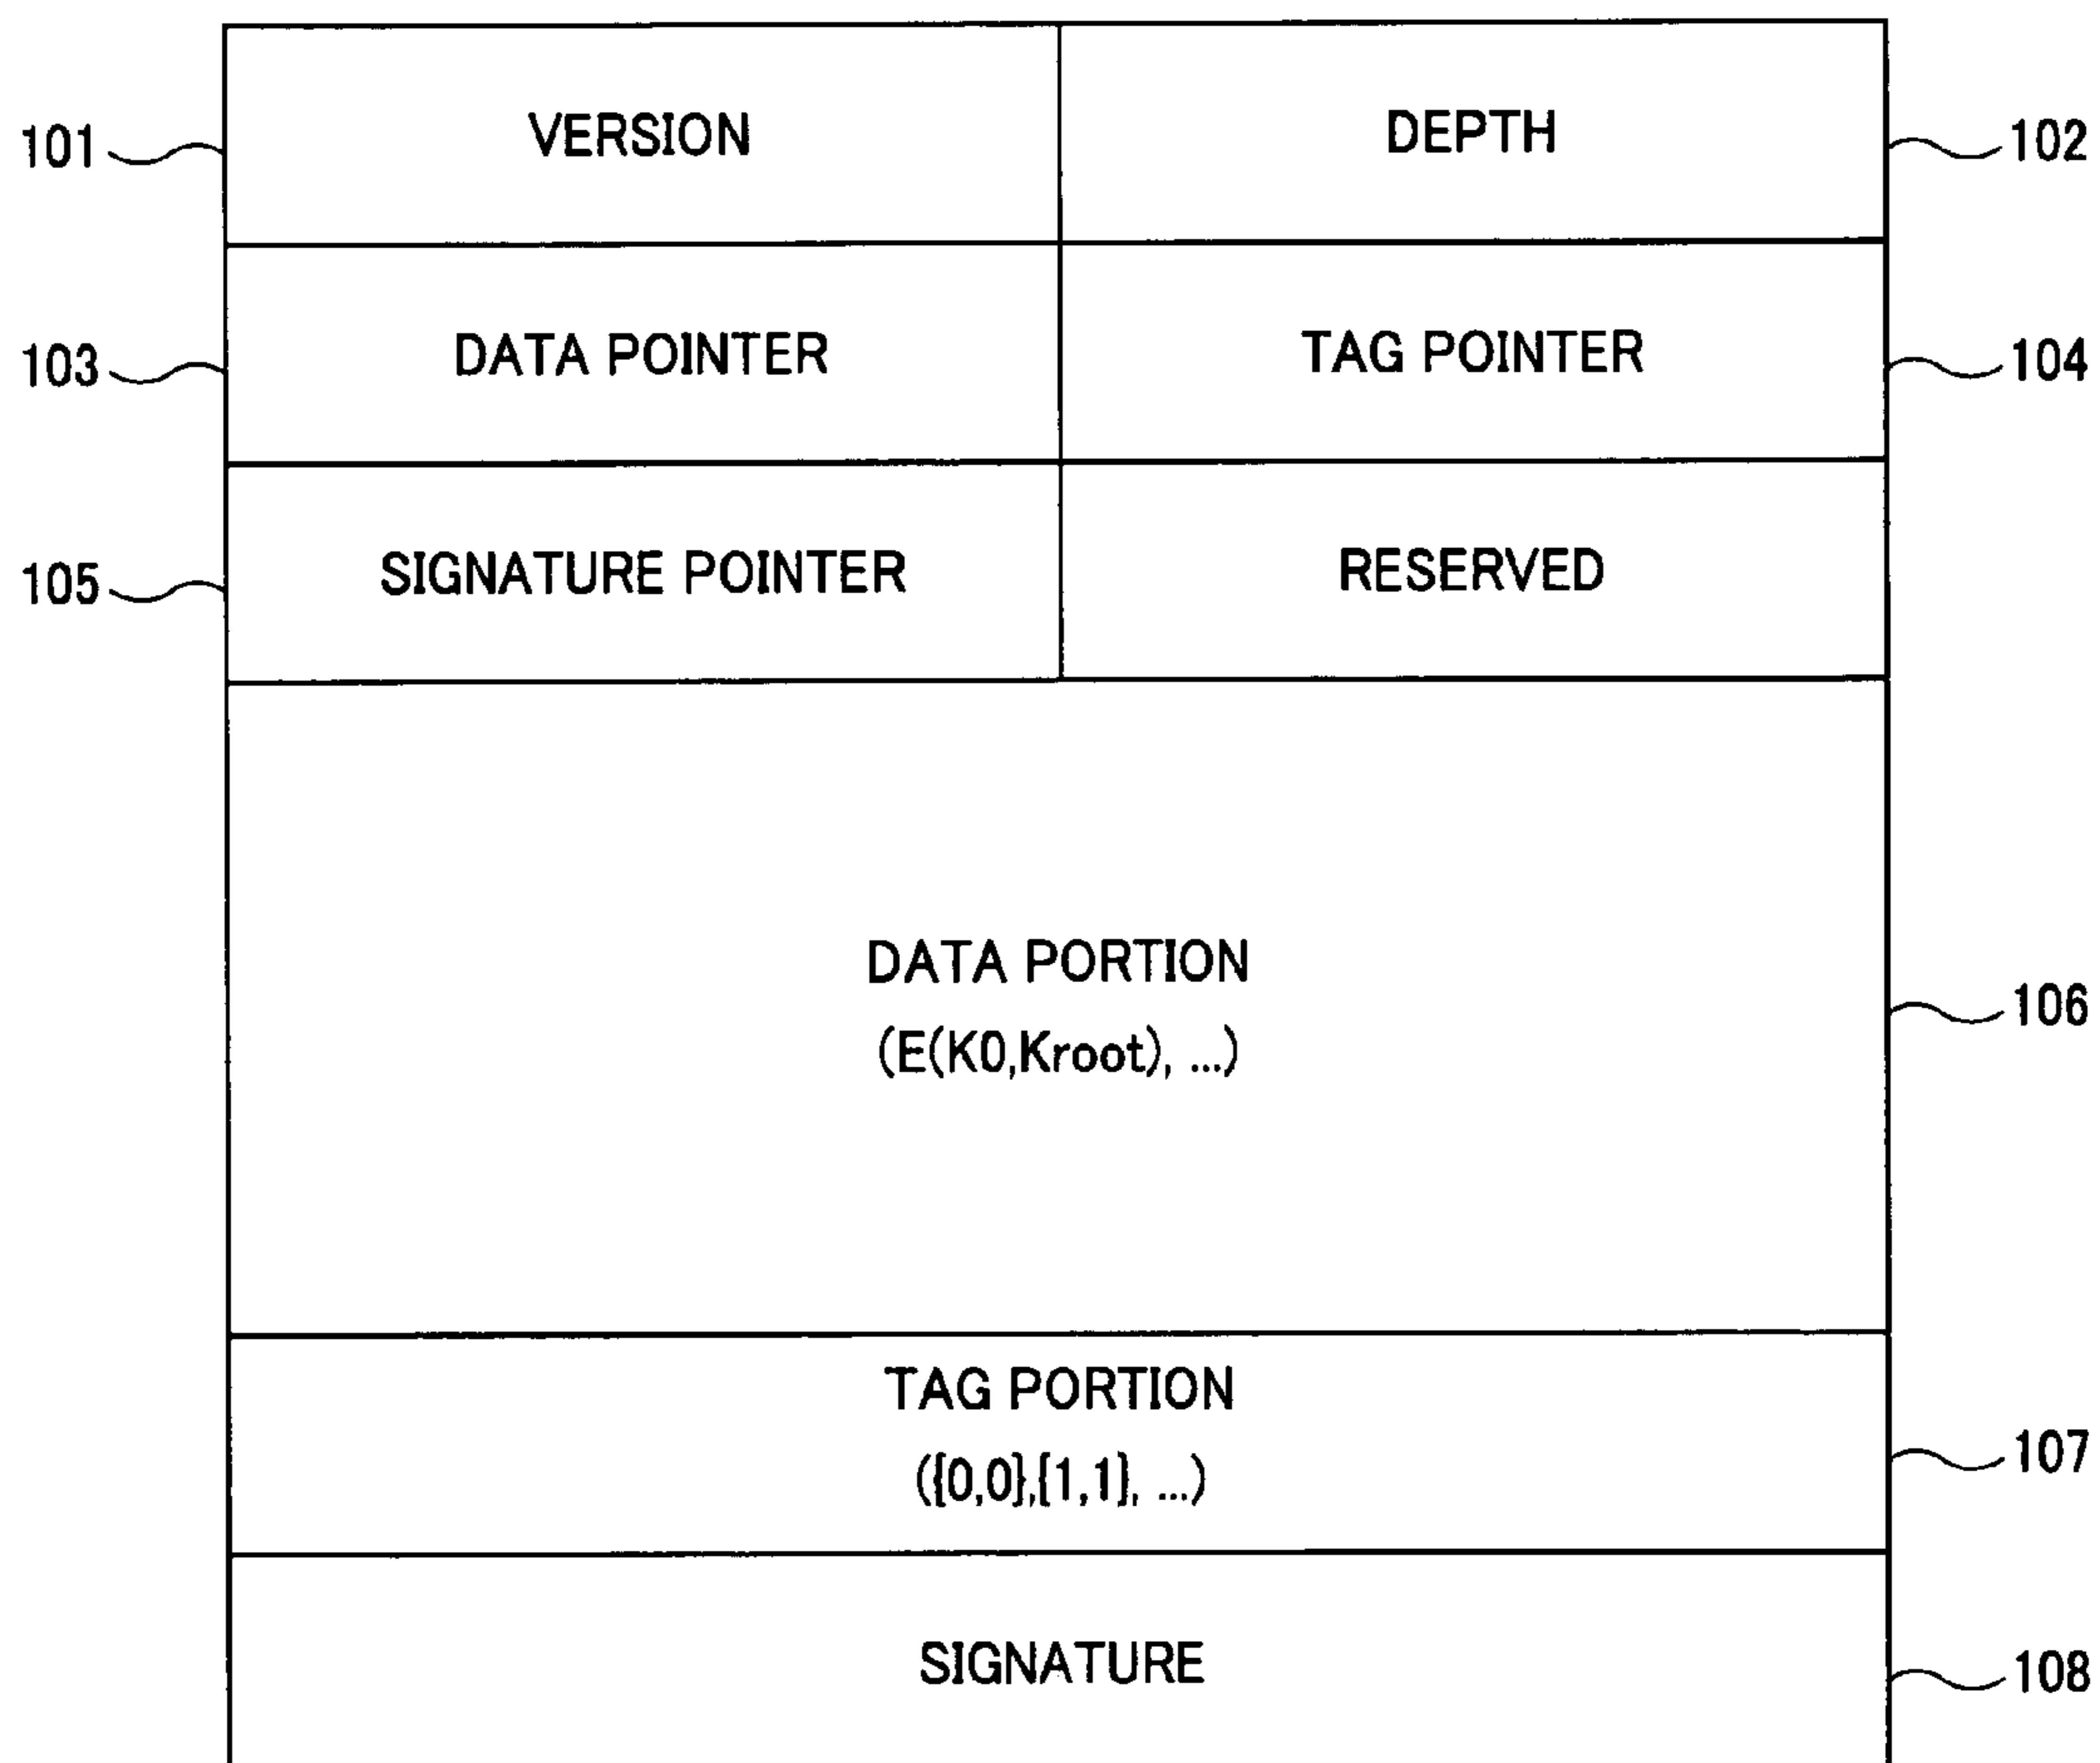 101 VERSION DEPTH 102
103 DATA POINTER TAG POINTER 104
105 SIGNATURE POINTER RESERVED
DATA PORTION
(E(K0,Kroot), ...)
106
TAG PORTION
({0,0},{1,1}, ...)
107
SIGNATURE 108